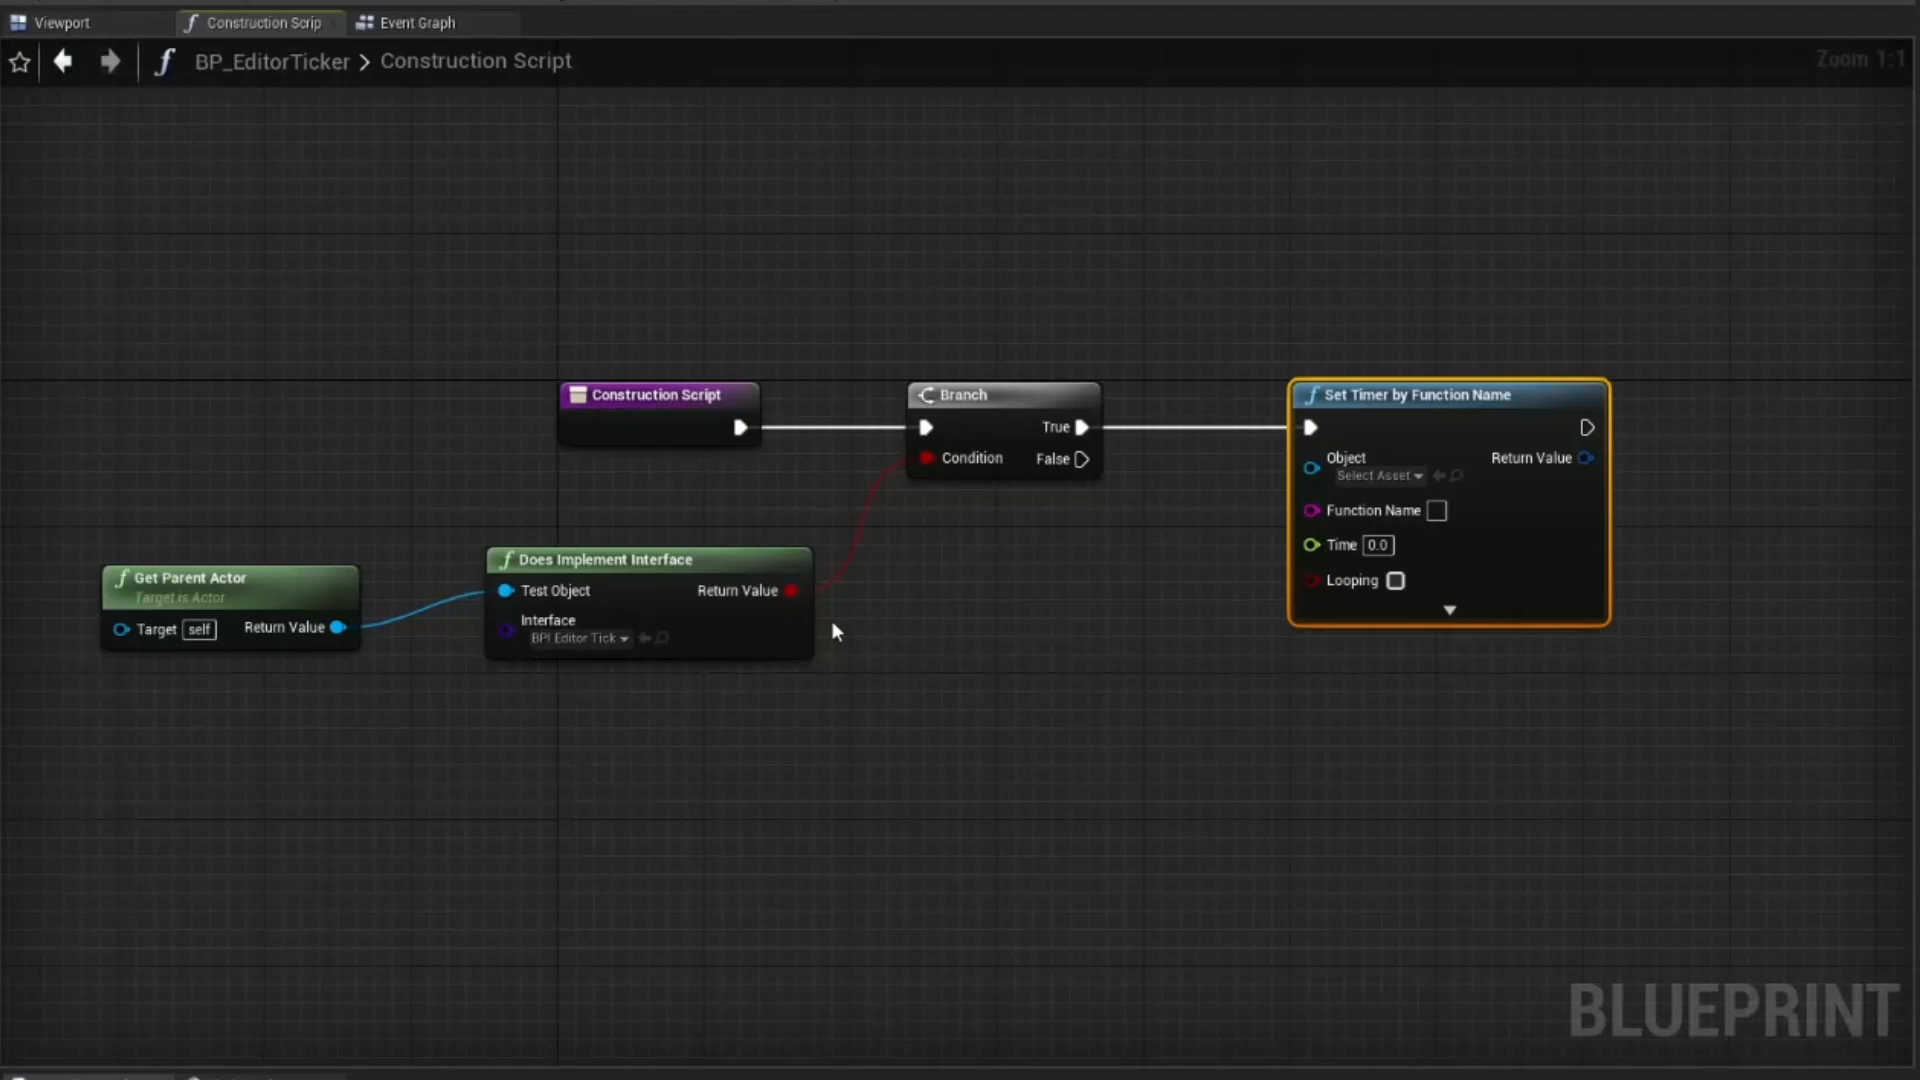 Viewport
Construction Scrip
Event Graph
BP_EditorTicker > Construction Script
Zoom 1:1
Construction Script
Branch
True
Condition
False
Set Timer by Function Name
Object
Select Asset
Return Value
Function Name
Time 0.0
Looping
Get Parent Actor
Target is Actor
Target self
Return Value
Does Implement Interface
Test Object
Return Value
Interface
BPI Editor Tick
BLUEPRINT